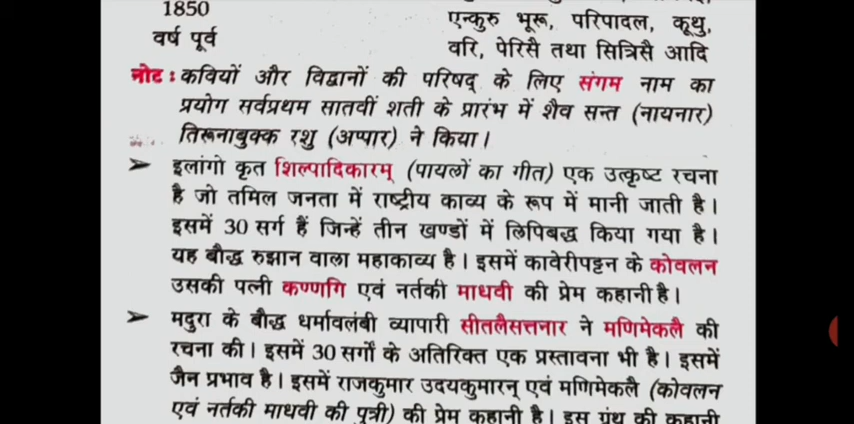 1850
वर्ष पूर्व
एन्कुरु भूरू, परिपादल, कूथु,
वरि, पेरिसै तथा सित्रिसै आदि
नोट : कवियों और विद्वानों की परिषद् के लिए संगम नाम का
प्रयोग सर्वप्रथम सातवीं शती के प्रारंभ में शैव सन्त (नायनार)
तिरूनाबुक्क रशु (अप्पार) ने किया।
➤ इलांगो कृत शिल्पादिकारम् (पायलों का गीत) एक उत्कृष्ट रचना
है जो तमिल जनता में राष्ट्रीय काव्य के रूप में मानी जाती है।
इसमें 30 सर्ग हैं जिन्हें तीन खण्डों में लिपिबद्ध किया गया है।
यह बौद्ध रुझान वाला महाकाव्य है। इसमें कावेरीपट्टन के कोवलन
उसकी पत्नी कण्णगि एवं नर्तकी माधवी की प्रेम कहानी है।
➤ मदुरा के बौद्ध धर्मावलंबी व्यापारी सीतलैसत्तनार ने मणिमेकलै की
रचना की। इसमें 30 सर्गों के अतिरिक्त एक प्रस्तावना भी है। इसमें
जैन प्रभाव है। इसमें राजकुमार उदयकुमारन् एवं मणिमेकलै (कोवलन
एवं नर्तकी माधवी की पुत्री) की प्रेम कहानी है। इस ग्रंथ की कहानी